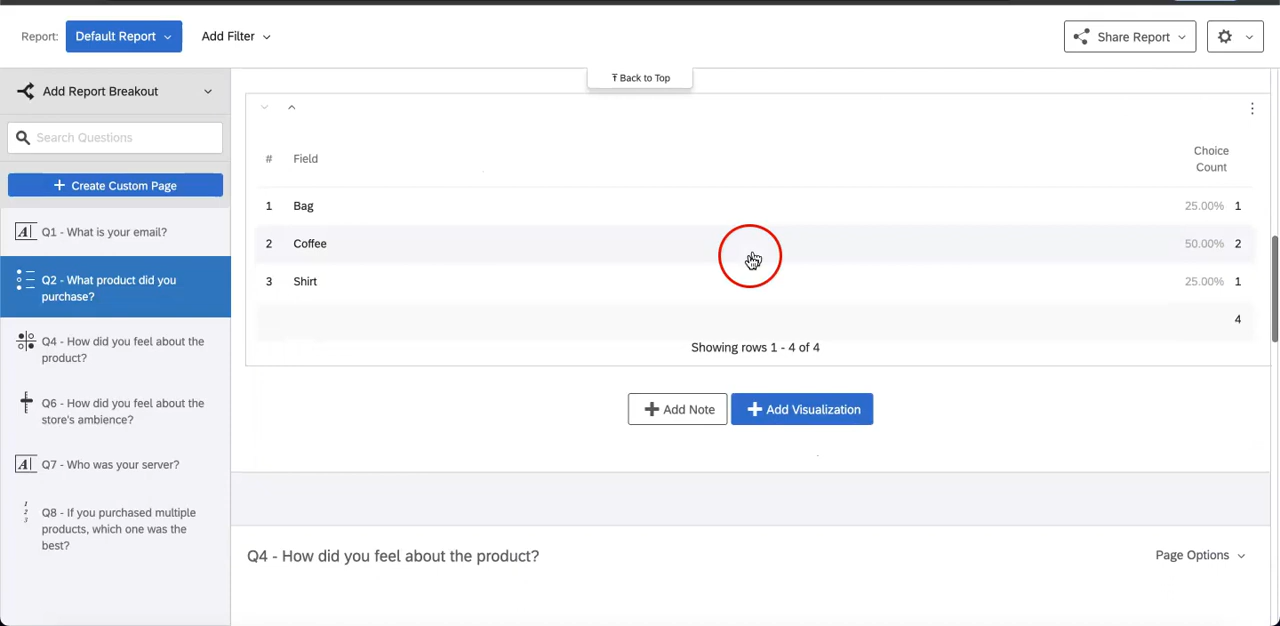 Report: Default Report Add Filter Share Report
Back to Top
Add Report Breakout
Search Questions
Create Custom Page
Q1 - What is your email?
Q2 - What product did you
purchase?
Q4 - How did you feel about the
product?
Q6 - How did you feel about the
store's ambience?
Q7 - Who was your server?
Q8 - If you purchased multiple
products, which one was the
best?
1
2
3
# Field Choice
Count
1 Bag 25.00% 1
2 Coffee 50.00% 2
3 Shirt 25.00% 1
4
Showing rows 1 - 4 of 4
Add Note Add Visualization
Q4 - How did you feel about the product? Page Options